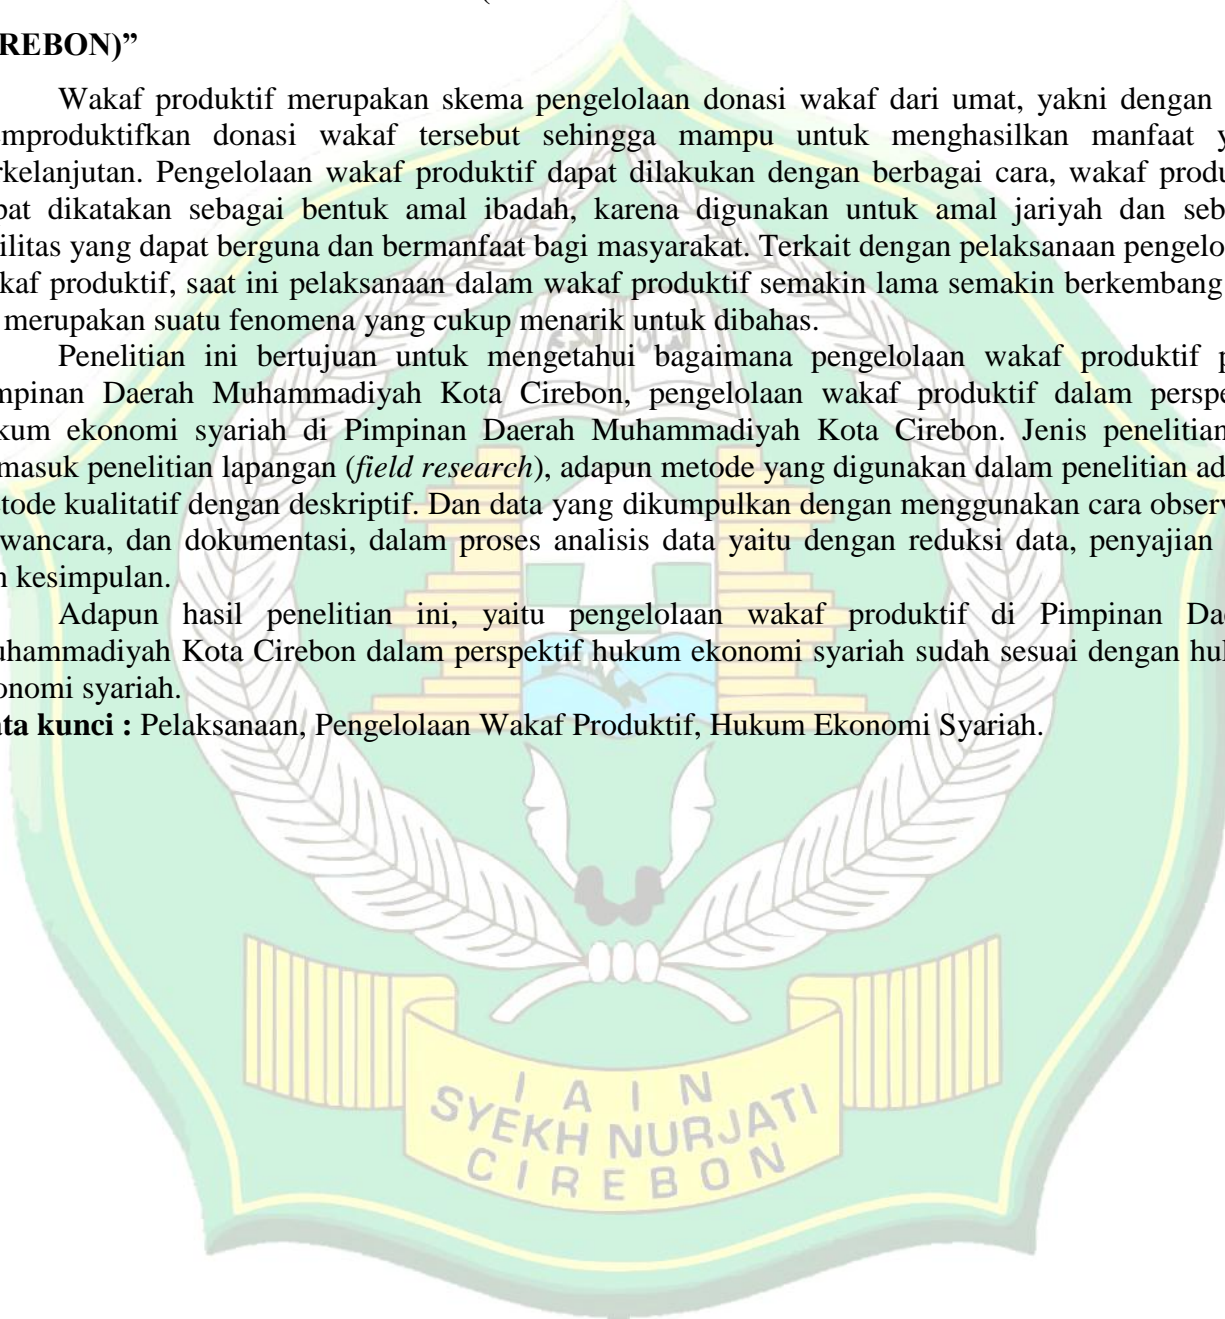 REBON)”
Wakaf produktif merupakan skema pengelolaan donasi wakaf dari umat, yakni dengan
mproduktifkan donasi wakaf tersebut sehingga mampu untuk menghasilkan manfaat y
rkelanjutan. Pengelolaan wakaf produktif dapat dilakukan dengan berbagai cara, wakaf produ
pat dikatakan sebagai bentuk amal ibadah, karena digunakan untuk amal jariyah dan seb
ilitas yang dapat berguna dan bermanfaat bagi masyarakat. Terkait dengan pelaksanaan pengelo
kaf produktif, saat ini pelaksanaan dalam wakaf produktif semakin lama semakin berkembang
merupakan suatu fenomena yang cukup menarik untuk dibahas.
Penelitian ini bertujuan untuk mengetahui bagaimana pengelolaan wakaf produktif p
mpinan Daerah Muhammadiyah Kota Cirebon, pengelolaan wakaf produktif dalam perspe
kum ekonomi syariah di Pimpinan Daerah Muhammadiyah Kota Cirebon. Jenis penelitian
masuk penelitian lapangan (field research), adapun metode yang digunakan dalam penelitian ad
tode kualitatif dengan deskriptif. Dan data yang dikumpulkan dengan menggunakan cara observ
wancara, dan dokumentasi, dalam proses analisis data yaitu dengan reduksi data, penyajian
n kesimpulan.
Adapun hasil penelitian ini, yaitu pengelolaan wakaf produktif di Pimpinan Da
uhammadiyah Kota Cirebon dalam perspektif hukum ekonomi syariah sudah sesuai dengan hu
onomi syariah.
ta kunci : Pelaksanaan, Pengelolaan Wakaf Produktif, Hukum Ekonomi Syariah.
I A I N
SYEKH NURJATI
CIREBON